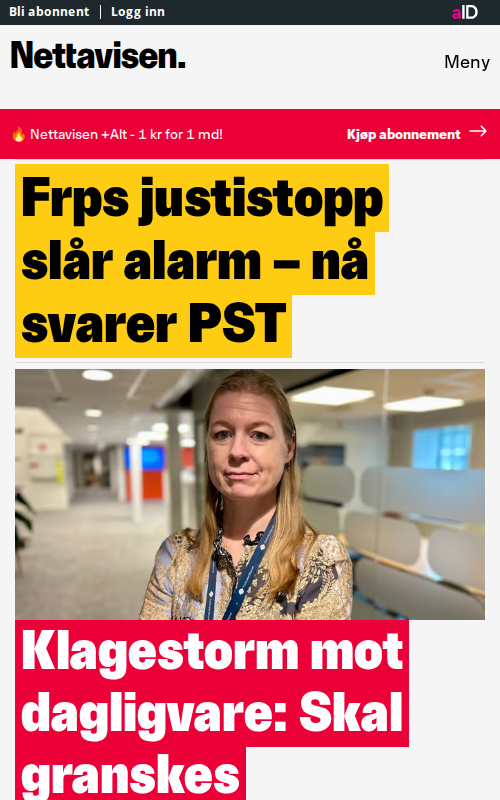 Bli abonnent | Logg inn
aID
Nettavisen.
Meny
🔥 Nettavisen +Alt - 1 kr for 1 md!
Kjøp abonnement →
Frps justistopp
slår alarm – nå
svarer PST
Klagestorm mot
dagligvare: Skal
granskes